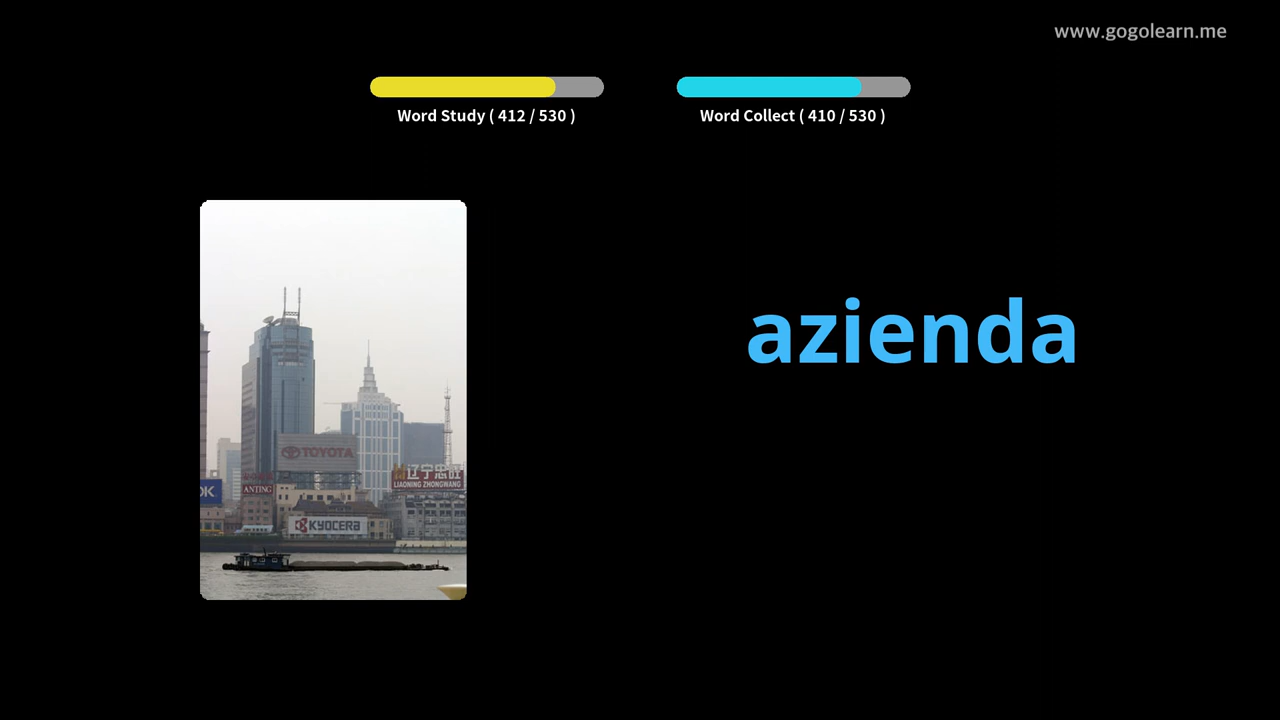 www.gogolearn.me
Word Study ( 412 / 530 )
Word Collect ( 410 / 530 )
azienda
TOYOTA
辽宁忠旺
LIAONING ZHONGWANG
OK
ANTING
KYOCERA